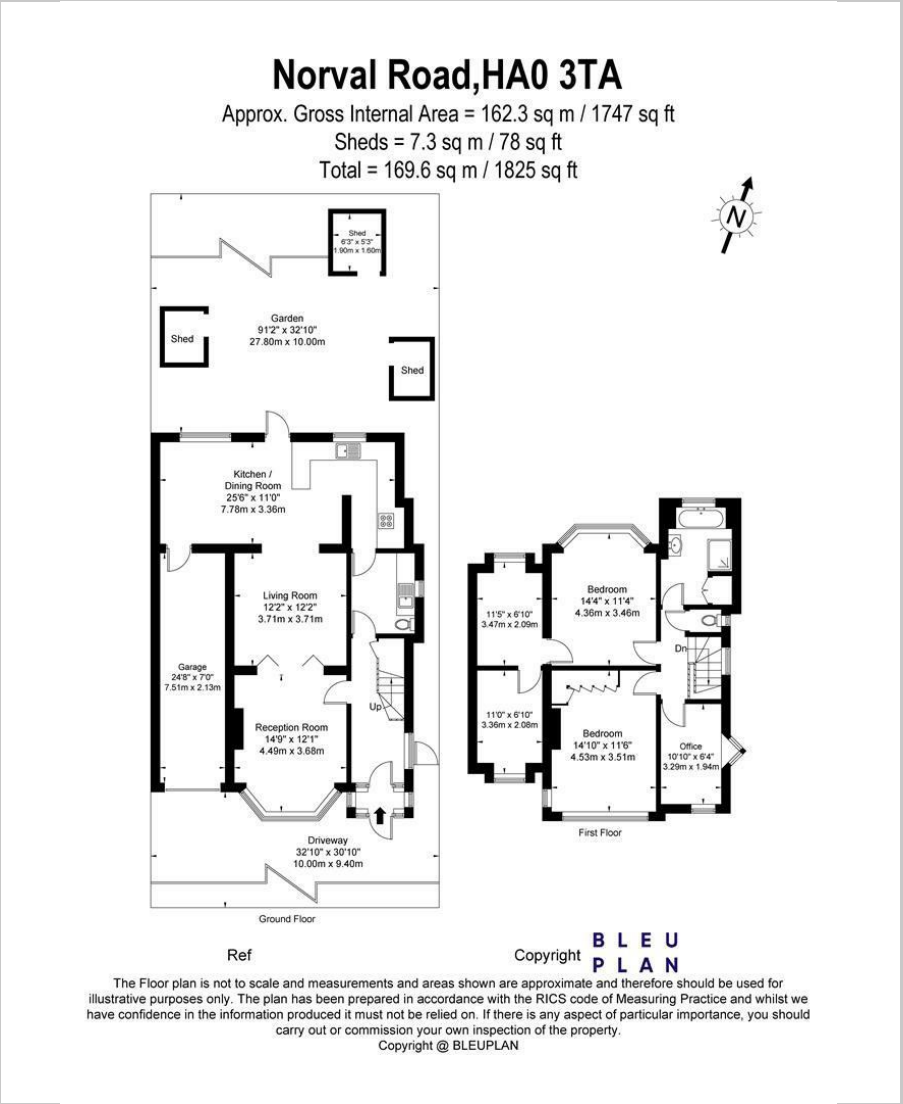 Norval Road,HA0 3TA
Approx. Gross Internal Area = 162.3 sq m / 1747 sq ft
Sheds = 7.3 sq m / 78 sq ft
Total = 169.6 sq m / 1825 sq ft
N
Shed
6'3" x 5'3"
1.90m x 1.60m
Garden
91'2" x 32'10"
27.80m x 10.00m
Shed
Shed
Kitchen /
Dining Room
25'6" x 11'0"
7.78m x 3.36m
Living Room
12'2" x 12'2"
3.71m x 3.71m
Garage
24'8" x 7'0"
7.51m x 2.13m
Up
Reception Room
14'9" x 12'1"
4.49m x 3.68m
Driveway
32'10" x 30'10"
10.00m x 9.40m
Ground Floor
Bedroom
14'4" x 11'4"
4.36m x 3.46m
11'5" x 6'10"
3.47m x 2.09m
Dn
11'0" x 6'10"
3.36m x 2.08m
Bedroom
14'10" x 11'6"
4.53m x 3.51m
Office
10'10" x 6'4"
3.29m x 1.94m
First Floor
Ref
Copyright
BLEU
PLAN
The Floor plan is not to scale and measurements and areas shown are approximate and therefore should be used for
illustrative purposes only. The plan has been prepared in accordance with the RICS code of Measuring Practice and whilst we
have confidence in the information produced it must not be relied on. If there is any aspect of particular importance, you should
carry out or commission your own inspection of the property.
Copyright @ BLEUPLAN